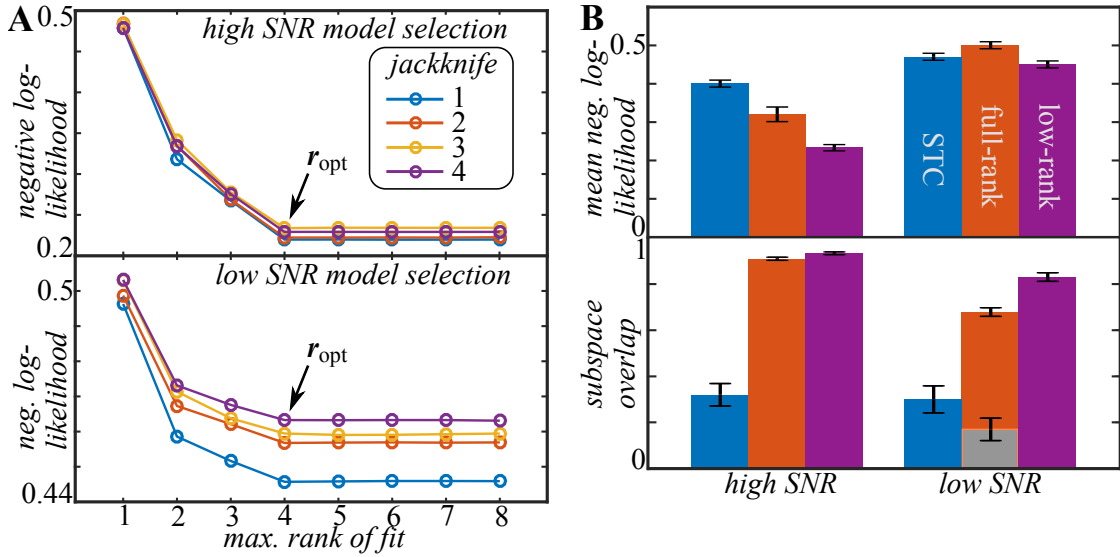 A
0.5
high SNR model selection
negative log-
likelihood
jackknife
1
2
3
4
r opt
0.2
low SNR model selection
0.5
neg. log-
likelihood
r opt
0.44
1 2 3 4 5 6 7 8
max. rank of fit
B
0.5
mean neg. log-
likelihood
STC
full-rank
low-rank
0
1
subspace
overlap
0
high SNR low SNR